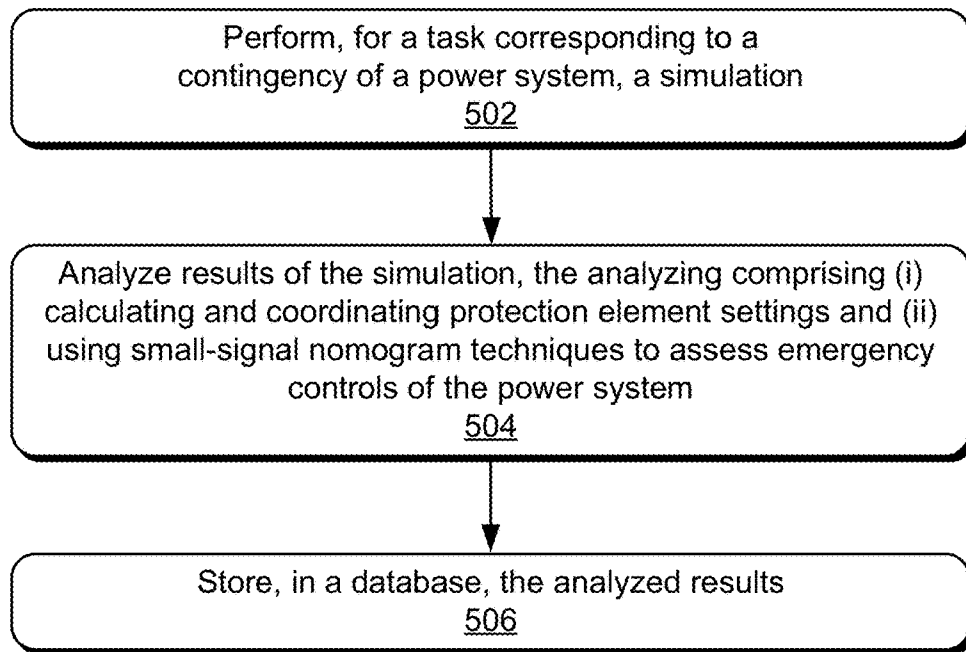 Perform, for a task corresponding to a
contingency of a power system, a simulation
502
Analyze results of the simulation, the analyzing comprising (i)
calculating and coordinating protection element settings and (ii)
using small-signal nomogram techniques to assess emergency
controls of the power system
504
Store, in a database, the analyzed results
506